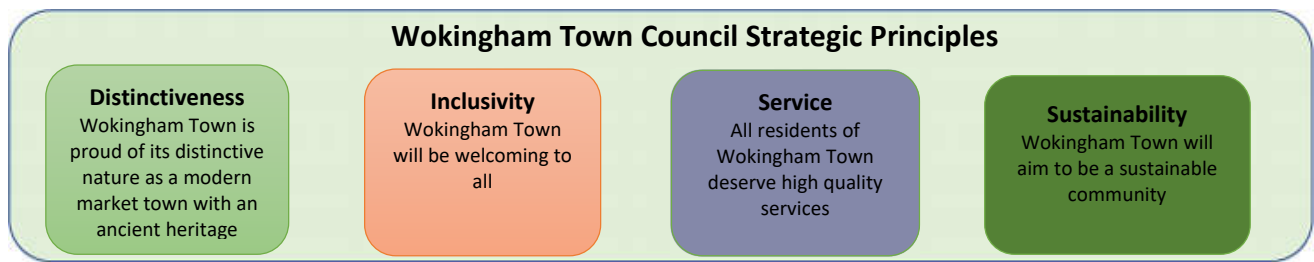 Wokingham Town Council Strategic Principles
Distinctiveness
Wokingham Town is
proud of its distinctive
nature as a modern
market town with an
ancient heritage
Inclusivity
Wokingham Town
will be welcoming to
all
Service
All residents of
Wokingham Town
deserve high quality
services
Sustainability
Wokingham Town will
aim to be a sustainable
community